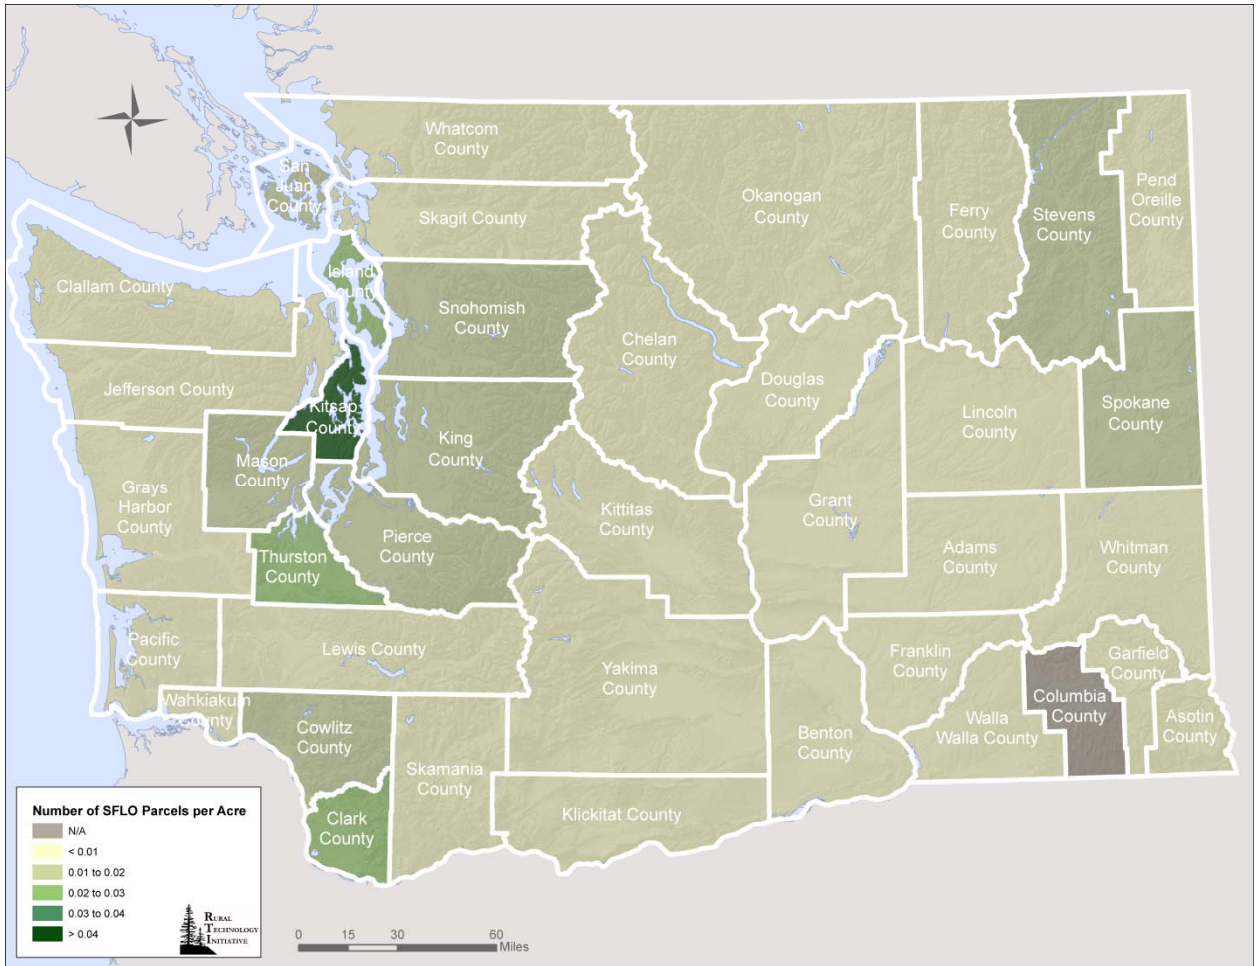 Whatcom
County
San
Juan
County
Skagit County
Okanogan
County
Ferry
County
Stevens
County
Pend
Oreille
County
Island
County
Clallam County
Snohomish
County
Chelan
County
Douglas
County
Jefferson County
Kitsap
County
King
County
Lincoln
County
Spokane
County
Mason
County
Grays
Harbor
County
Kittitas
County
Grant
County
Pierce
County
Thurston
County
Adams
County
Whitman
County
Pacific
County
Lewis County
Yakima
County
Franklin
County
Garfield
County
Wahkiakum
County
Columbia
County
Cowlitz
County
Walla
Walla County
Asotin
County
Benton
County
Skamania
County
Klickitat County
Clark
County
Number of SFLO Parcels per Acre
N/A
< 0.01
0.01 to 0.02
0.02 to 0.03
0.03 to 0.04
> 0.04
RURAL
TECHNOLOGY
INITIATIVE
0 15 30 60
Miles